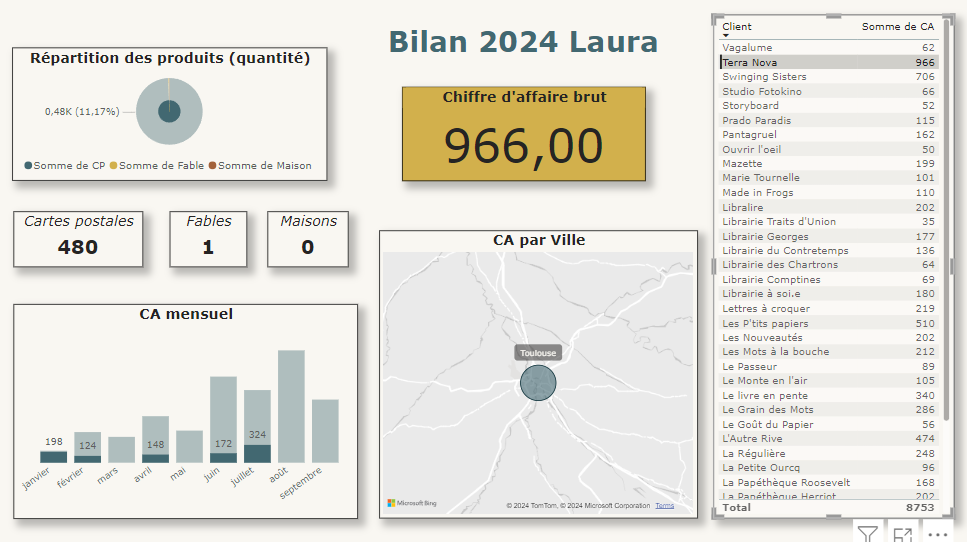 Bilan 2024 Laura
Répartition des produits (quantité)
0,48K (11,17%)
Somme de CP Somme de Fable Somme de Maison
Chiffre d'affaire brut
966,00
Cartes postales
480
Fables
1
Maisons
0
CA mensuel
198
124
148
172
324
janvier
février
mars
avril
mai
juin
juillet
août
septembre
CA par Ville
Toulouse
Microsoft Bing
© 2024 TomTom, © 2024 Microsoft Corporation Terms
Client Somme de CA
Vagalume 62
Terra Nova 966
Swinging Sisters 706
Studio Fotokino 66
Storyboard 52
Prado Paradis 115
Pantagruel 162
Ouvrir l'oeil 50
Mazette 199
Marie Tournelle 101
Made in Frogs 110
Libralire 202
Librairie Traits d'Union 35
Librairie Georges 177
Librairie du Contretemps 136
Librairie des Chartrons 64
Librairie Comptines 69
Librairie à soi.e 180
Lettres à croquer 219
Les P'tits papiers 510
Les Nouveautés 202
Les Mots à la bouche 212
Le Passeur 89
Le Monte en l'air 105
Le livre en pente 340
Le Grain des Mots 286
Le Goût du Papier 56
L'Autre Rive 474
La Régulière 248
La Petite Ourcq 96
La Papéthèque Roosevelt 168
La Papéthèque Herriot 202
Total 8753